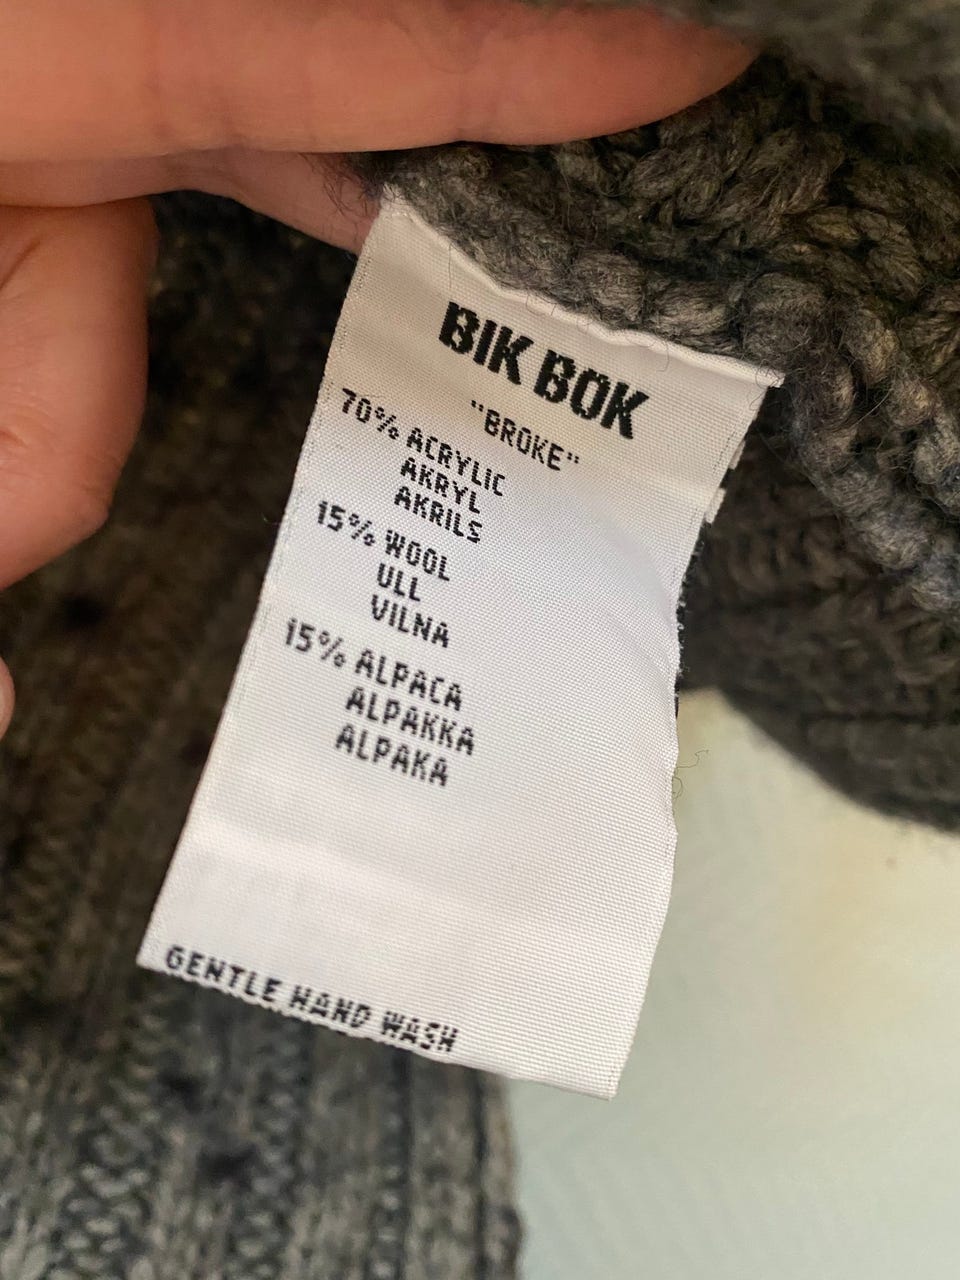 BIK BOK
"BROKE"
70% ACRYLIC
AKRYL
AKRILS
15% WOOL
ULL
VILNA
15% ALPACA
ALPAKKA
ALPAKA
GENTLE HAND WASH